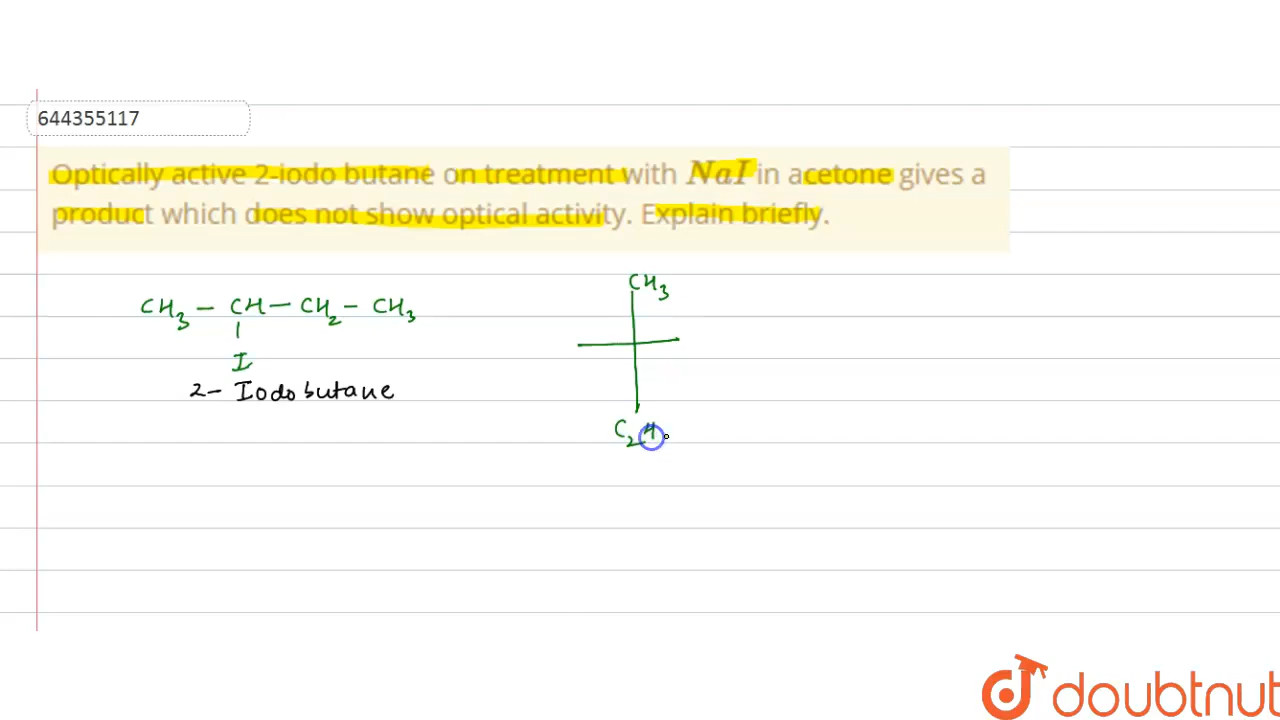 644355117
Optically active 2-iodo butane on treatment with NaI in acetone gives a
product which does not show optical activity. Explain briefly.
CH3
CH3 - CH - CH2 - CH3
I
2- Iodobutane
C2H
doubtnut